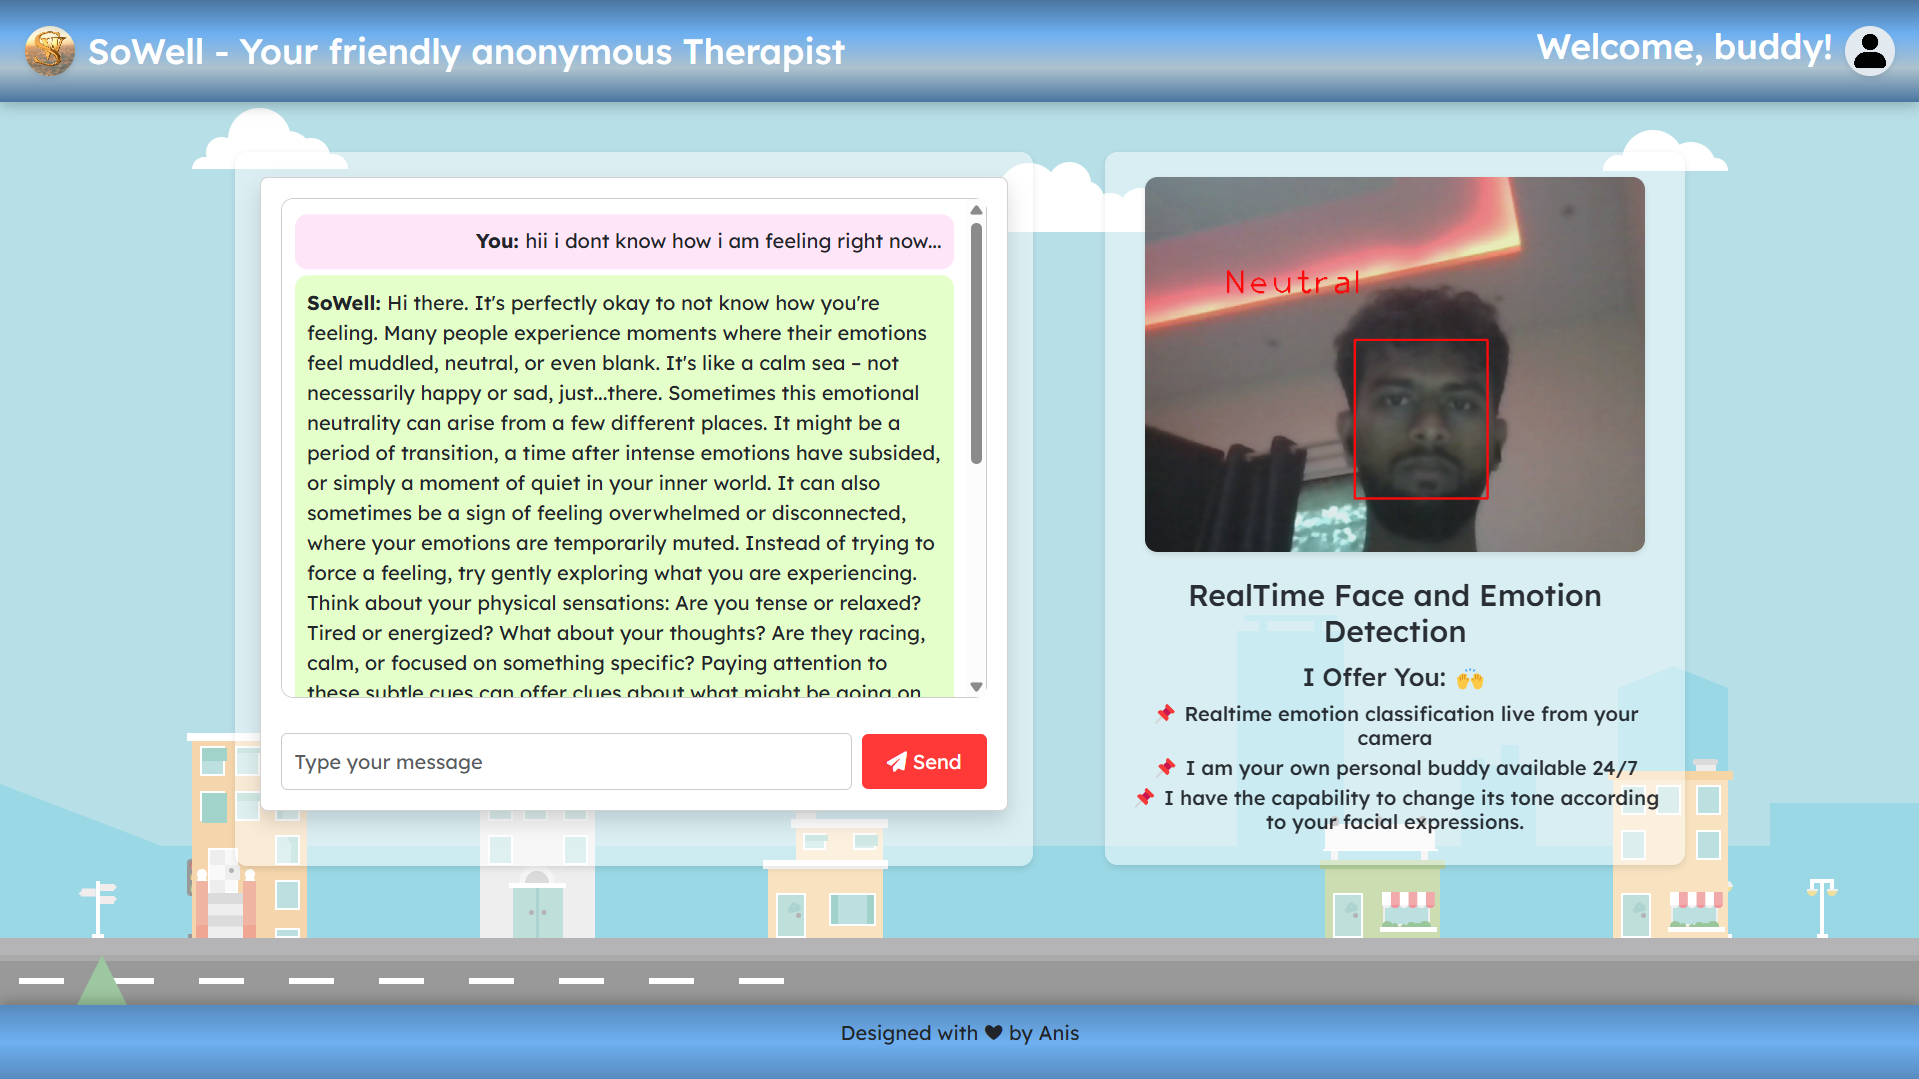 SoWell - Your friendly anonymous Therapist
Welcome, buddy!
You: hii i dont know how i am feeling right now...
SoWell: Hi there. It's perfectly okay to not know how you're
feeling. Many people experience moments where their emotions
feel muddled, neutral, or even blank. It's like a calm sea – not
necessarily happy or sad, just...there. Sometimes this emotional
neutrality can arise from a few different places. It might be a
period of transition, a time after intense emotions have subsided,
or simply a moment of quiet in your inner world. It can also
sometimes be a sign of feeling overwhelmed or disconnected,
where your emotions are temporarily muted. Instead of trying to
force a feeling, try gently exploring what you are experiencing.
Think about your physical sensations: Are you tense or relaxed?
Tired or energized? What about your thoughts? Are they racing,
calm, or focused on something specific? Paying attention to
these subtle cues can offer clues about what might be going on
Type your message
Send
Neutral
RealTime Face and Emotion
Detection
I Offer You: 🙌
📌 Realtime emotion classification live from your
camera
📌 I am your own personal buddy available 24/7
📌 I have the capability to change its tone according
to your facial expressions.
Designed with ❤ by Anis